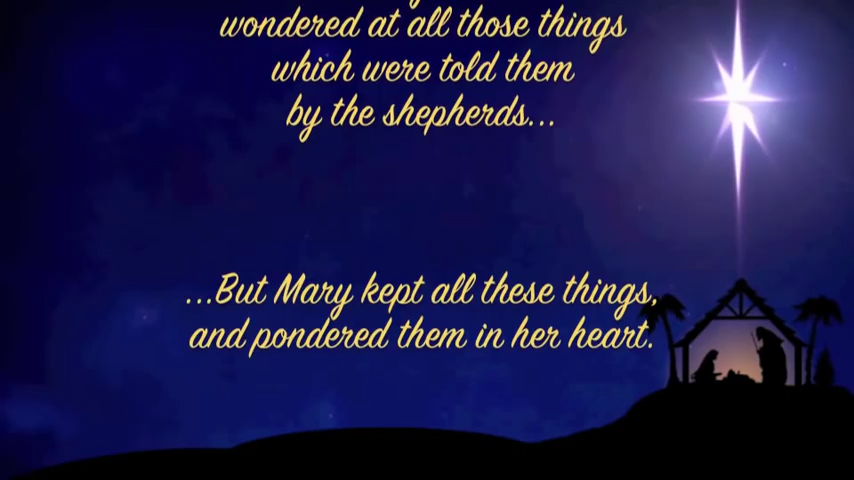 wondered at all those things
which were told them
by the shepherds...
...But Mary kept all these things,
and pondered them in her heart.